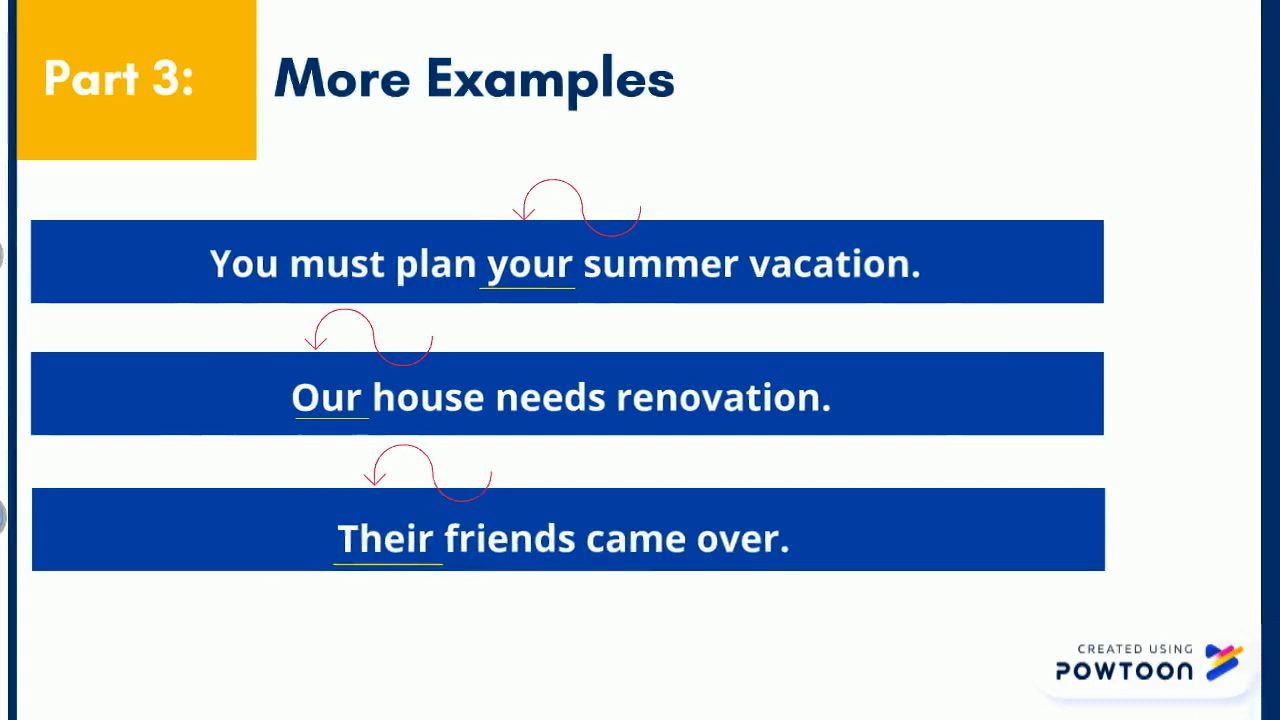 Part 3:
More Examples
You must plan your summer vacation.
Our house needs renovation.
Their friends came over.
CREATED USING
POWTOON